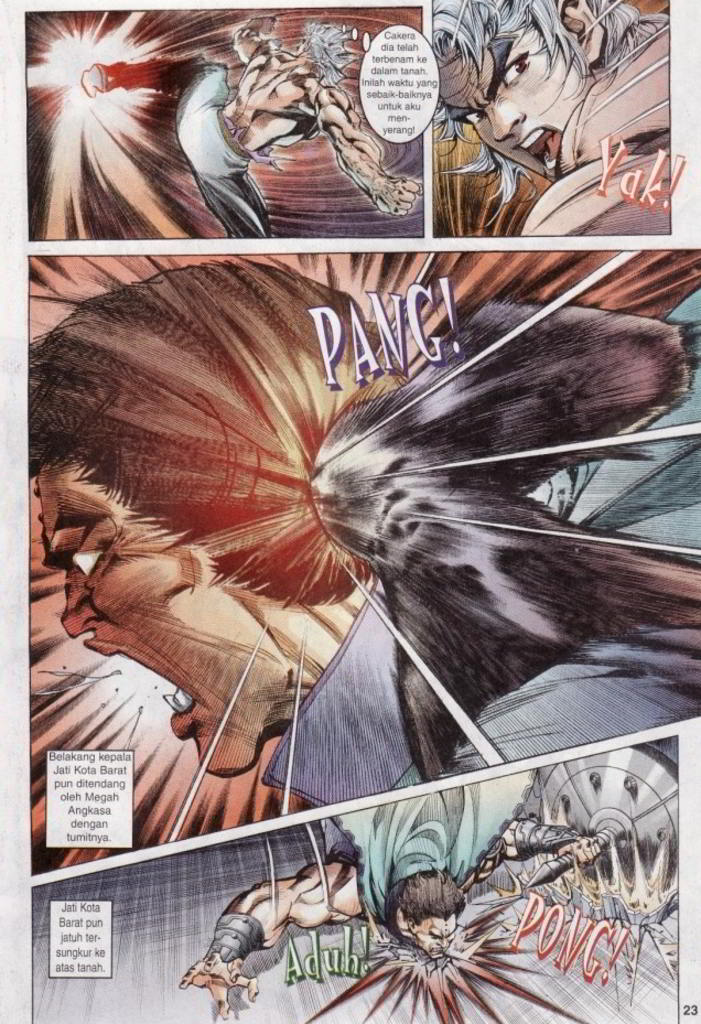 Cakera
dia telah
terbenam ke
dalam tanah.
Inilah waktu yang
sebaik-baiknya
untuk aku
men-
yerang!
Yak!
PANG!
Belakang kepala
Jati Kota Barat
pun ditendang
oleh Megah
Angkasa
dengan
tumitnya.
Jati Kota
Barat pun
jatuh ter-
sungkur ke
atas tanah.
Aduh!
PONG!
23